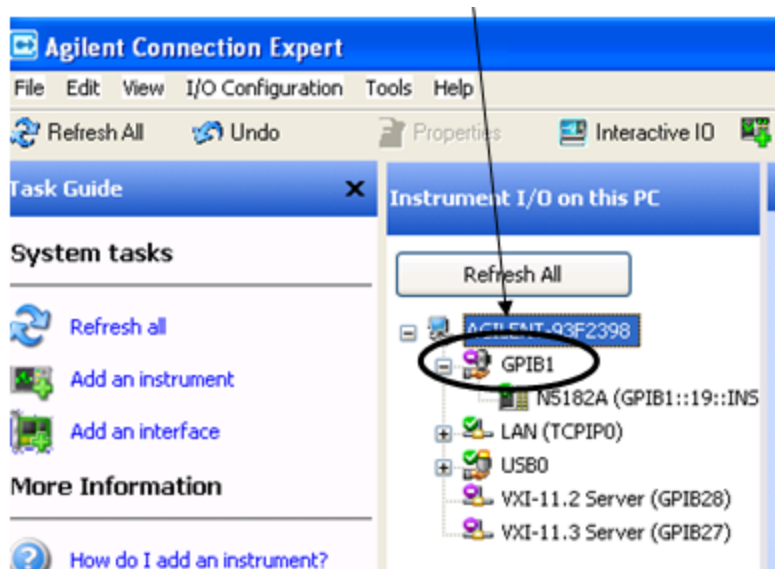 Agilent Connection Expert
File Edit View I/O Configuration Tools Help
Refresh All Undo Properties Interactive IO
Task Guide X
System tasks
Refresh all
Add an instrument
Add an interface
More Information
How do I add an instrument?
Instrument I/O on this PC
Refresh All
AGILENT-93F2398
GPIB1
N5182A (GPIB1::19::INS
LAN (TCPIP0)
USB0
VXI-11.2 Server (GPIB28)
VXI-11.3 Server (GPIB27)